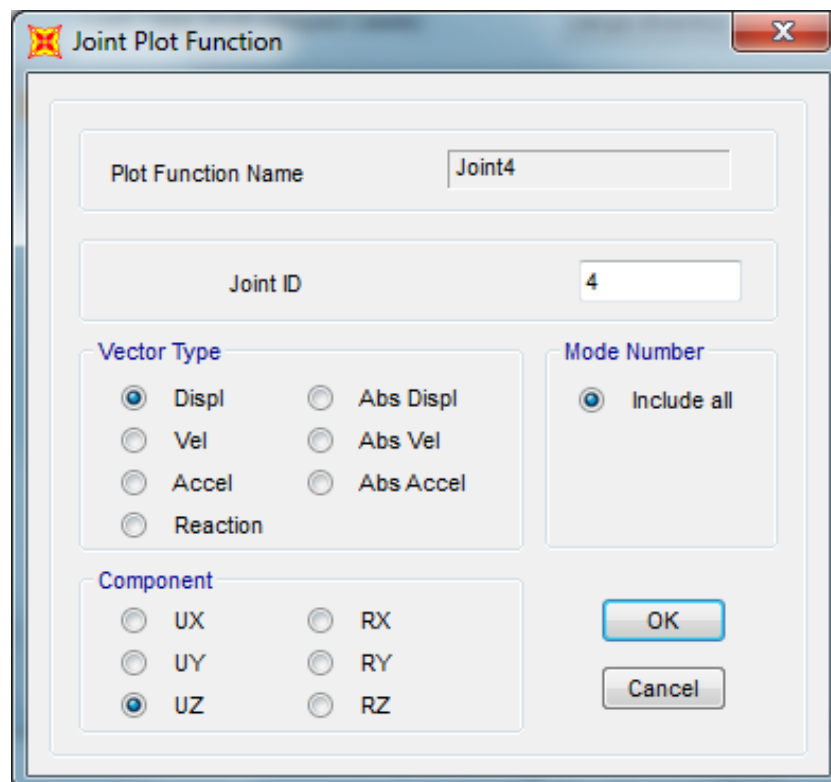 Joint Plot Function
Plot Function Name
Joint4
Joint ID
4
Vector Type
Displ
Abs Displ
Vel
Abs Vel
Accel
Abs Accel
Reaction
Mode Number
Include all
Component
UX
RX
UY
RY
UZ
RZ
OK
Cancel